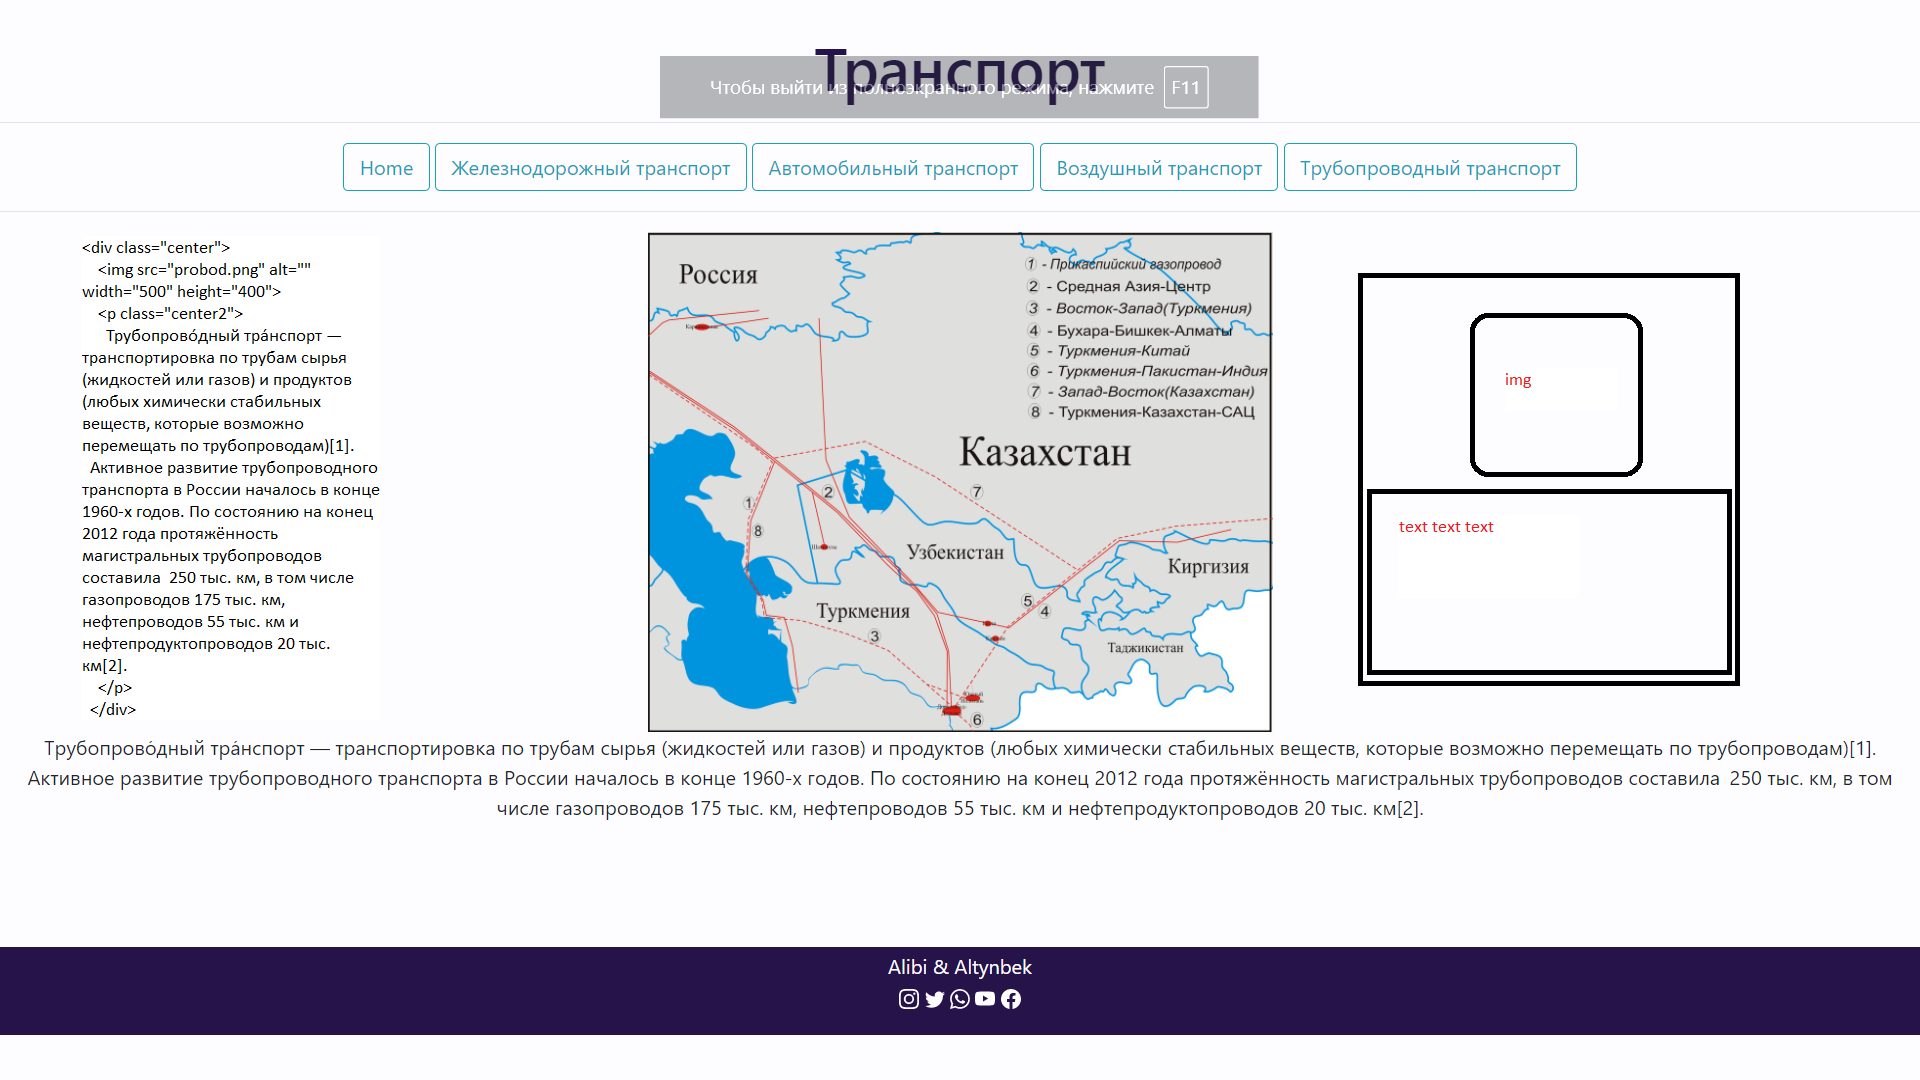 Транспорт
Чтобы выйти из полноэкранного режима, нажмите F11
Home
Железнодорожный транспорт
Автомобильный транспорт
Воздушный транспорт
Трубопроводный транспорт
<div class="center">
<img src="probod.png" alt=""
width="500" height="400">
<p class="center2">
Трубопрово́дный тра́нспорт —
транспортировка по трубам сырья
(жидкостей или газов) и продуктов
(любых химически стабильных
веществ, которые возможно
перемещать по трубопроводам)[1].
Активное развитие трубопроводного
транспорта в России началось в конце
1960-х годов. По состоянию на конец
2012 года протяжённость
магистральных трубопроводов
составила  250 тыс. км, в том числе
газопроводов 175 тыс. км,
нефтепроводов 55 тыс. км и
нефтепродуктопроводов 20 тыс.
км[2].
</p>
</div>
Россия
1 - Прикаспийский газопровод
2 - Средная Азия-Центр
3 - Восток-Запад(Туркмения)
4 - Бухара-Бишкек-Алматы
5 - Туркмения-Китай
6 - Туркмения-Пакистан-Индия
7 - Запад-Восток(Казахстан)
8 - Туркмения-Казахстан-САЦ
Казахстан
7
2
1
8
Узбекистан
Киргизия
5
4
Туркмения
3
Таджикистан
6
img
text text text
Трубопрово́дный тра́нспорт — транспортировка по трубам сырья (жидкостей или газов) и продуктов (любых химически стабильных веществ, которые возможно перемещать по трубопроводам)[1].
Активное развитие трубопроводного транспорта в России началось в конце 1960-х годов. По состоянию на конец 2012 года протяжённость магистральных трубопроводов составила  250 тыс. км, в том
числе газопроводов 175 тыс. км, нефтепроводов 55 тыс. км и нефтепродуктопроводов 20 тыс. км[2].
Alibi & Altynbek